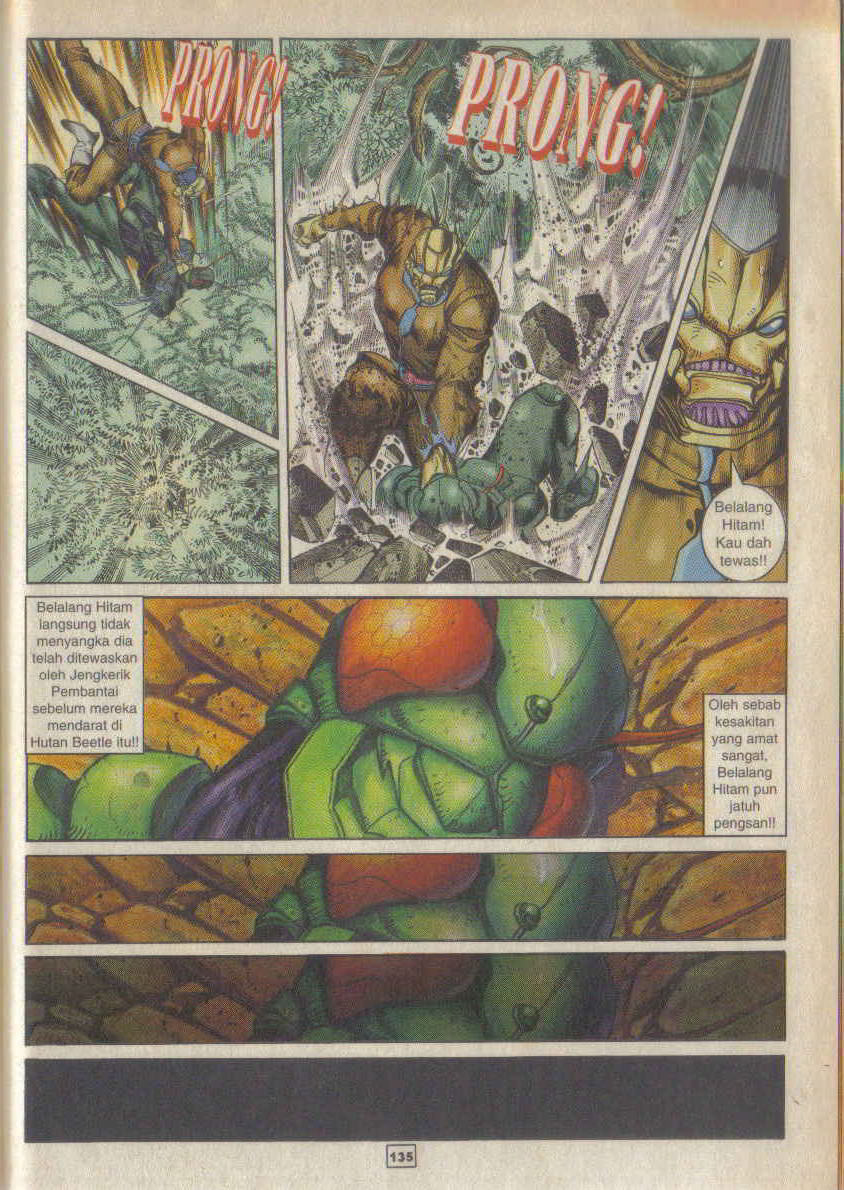 PRONG!
PRONG!
Belalang
Hitam!
Kau dah
tewas!!
Belalang Hitam
langsung tidak
menyangka dia
telah ditewaskan
oleh Jengkerik
Pembantai
sebelum mereka
mendarat di
Hutan Beetle itu!!
Oleh sebab
kesakitan
yang amat
sangat,
Belalang
Hitam pun
jatuh
pengsan!!
135